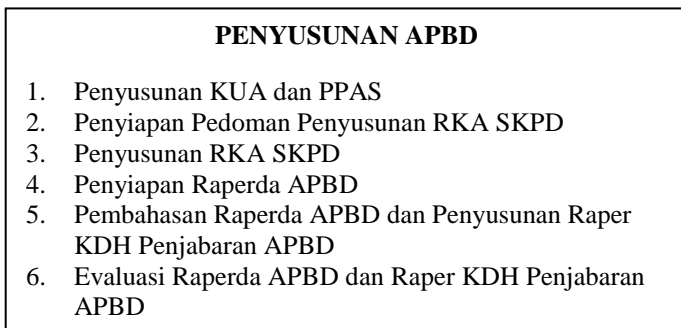 PENYUSUNAN APBD
1. Penyusunan KUA dan PPAS
2. Penyiapan Pedoman Penyusunan RKA SKPD
3. Penyusunan RKA SKPD
4. Penyiapan Raperda APBD
5. Pembahasan Raperda APBD dan Penyusunan Raper
KDH Penjabaran APBD
6. Evaluasi Raperda APBD dan Raper KDH Penjabaran
APBD